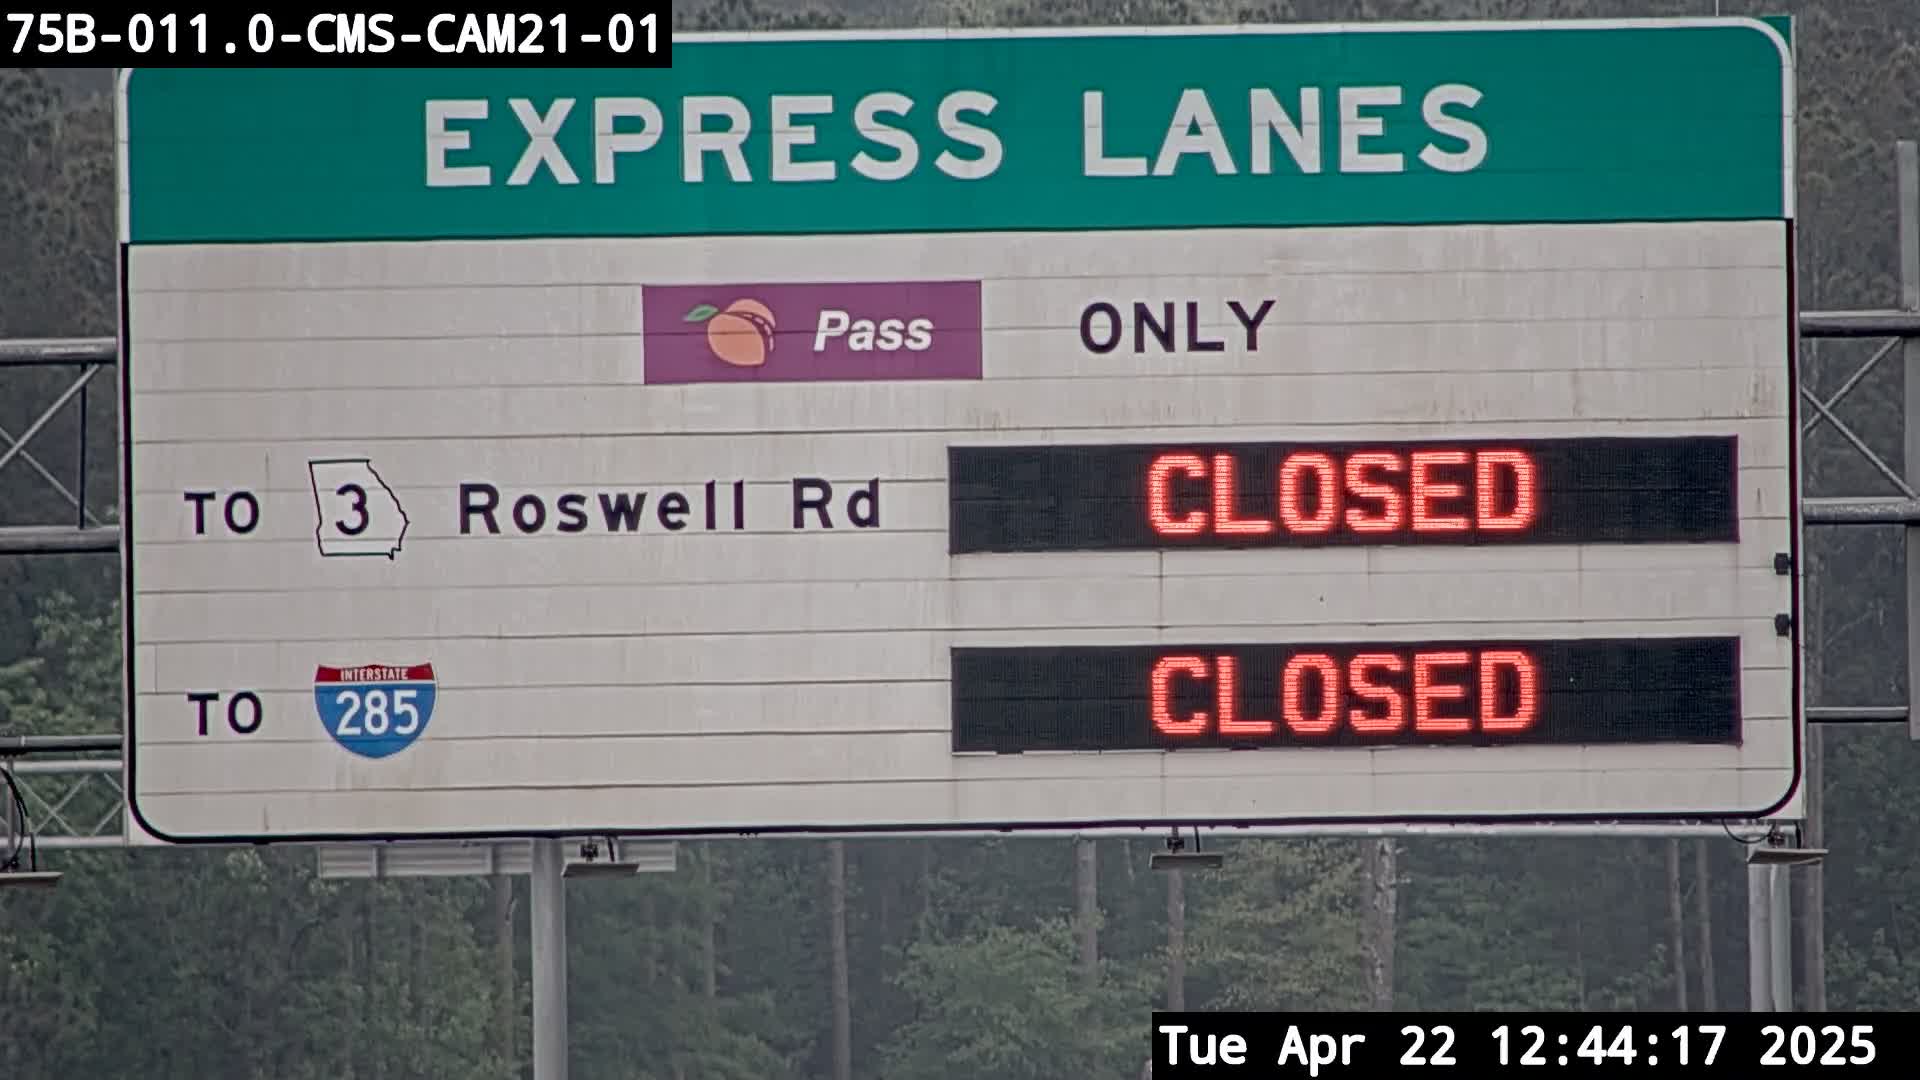 75B-011.0-CMS-CAM21-01
EXPRESS LANES
Pass ONLY
TO 3 Roswell Rd CLOSED
INTERSTATE
TO 285 CLOSED
Tue Apr 22 12:44:17 2025